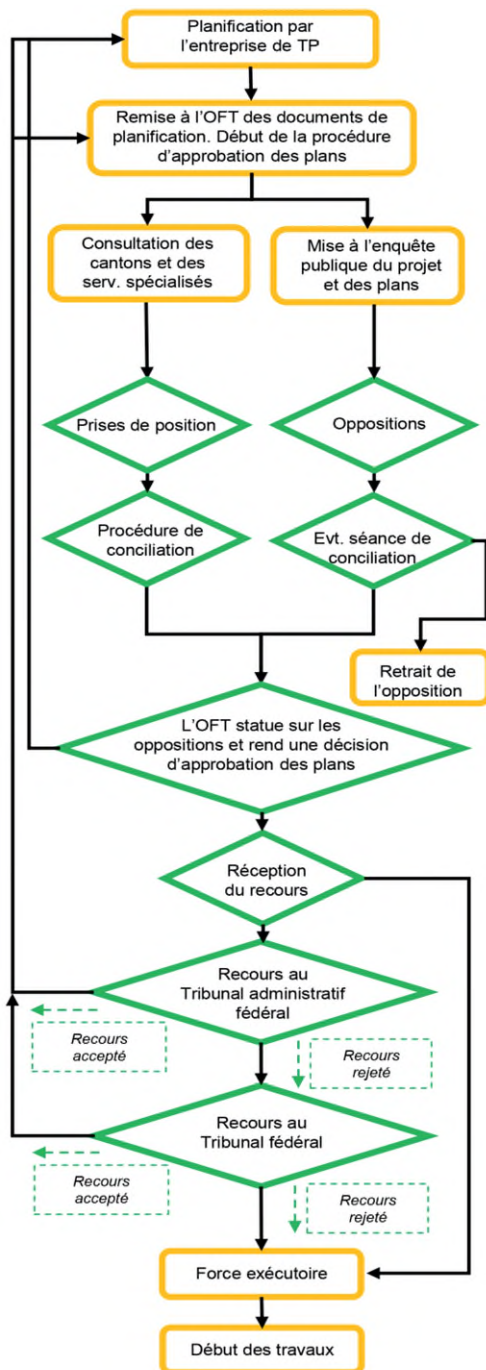 Planification par
l'entreprise de TP
Remise à l'OFT des documents de
planification. Début de la procédure
d'approbation des plans
Consultation des
cantons et des
serv. spécialisés
Mise à l'enquête
publique du projet
et des plans
Prises de position
Oppositions
Procédure de
conciliation
Evt. séance de
conciliation
Retrait de
l'opposition
L'OFT statue sur les
oppositions et rend une décision
d'approbation des plans
Réception
du recours
Recours au
Tribunal administratif
fédéral
Recours
accepté
Recours
rejeté
Recours au
Tribunal fédéral
Recours
accepté
Recours
rejeté
Force exécutoire
Début des travaux